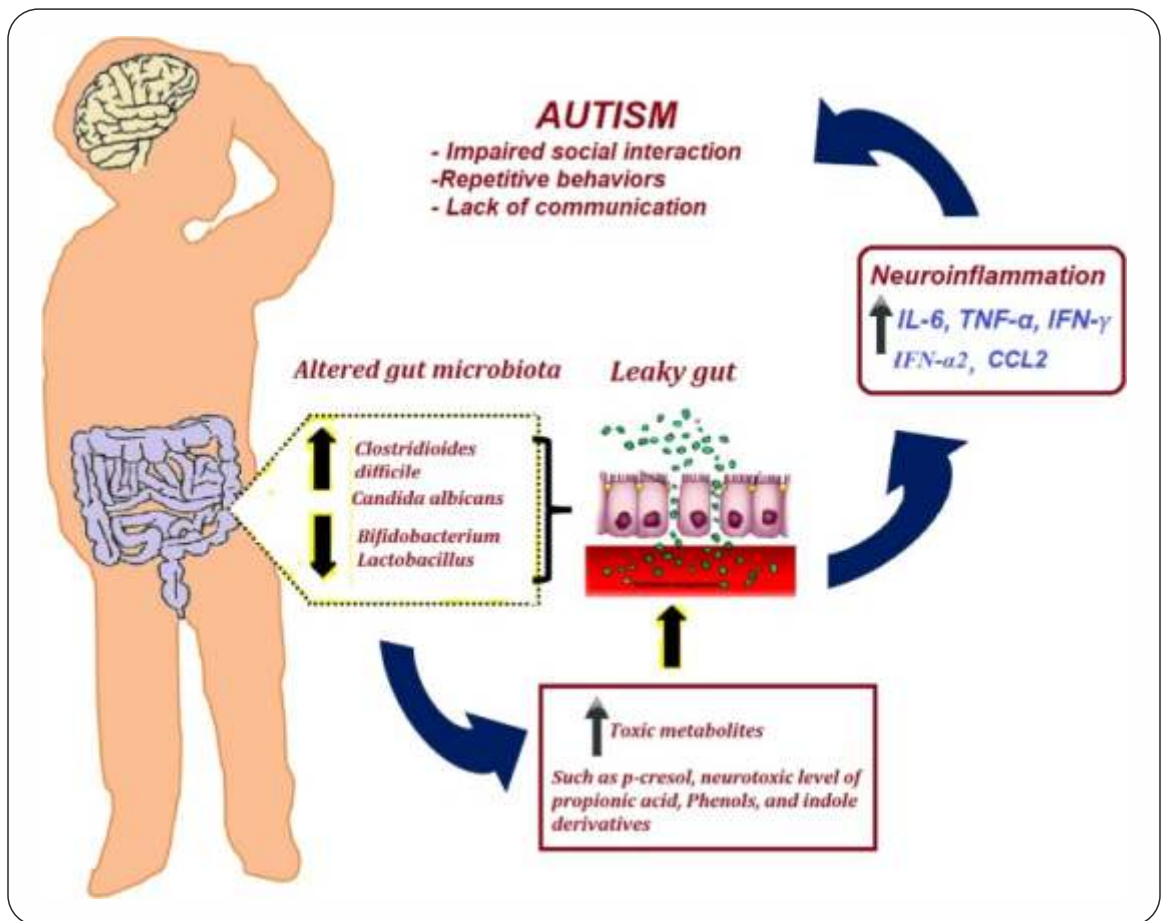 AUTISM
- Impaired social interaction
-Repetitive behaviors
- Lack of communication
Neuroinflammation
IL-6, TNF-α, IFN-γ
IFN-α2, CCL2
Altered gut microbiota
Leaky gut
Clostridioides
difficile
Candida albicans
Bifidobacterium
Lactobacillus
Toxic metabolites
Such as p-cresol, neurotoxic level of
propionic acid, Phenols, and indole
derivatives